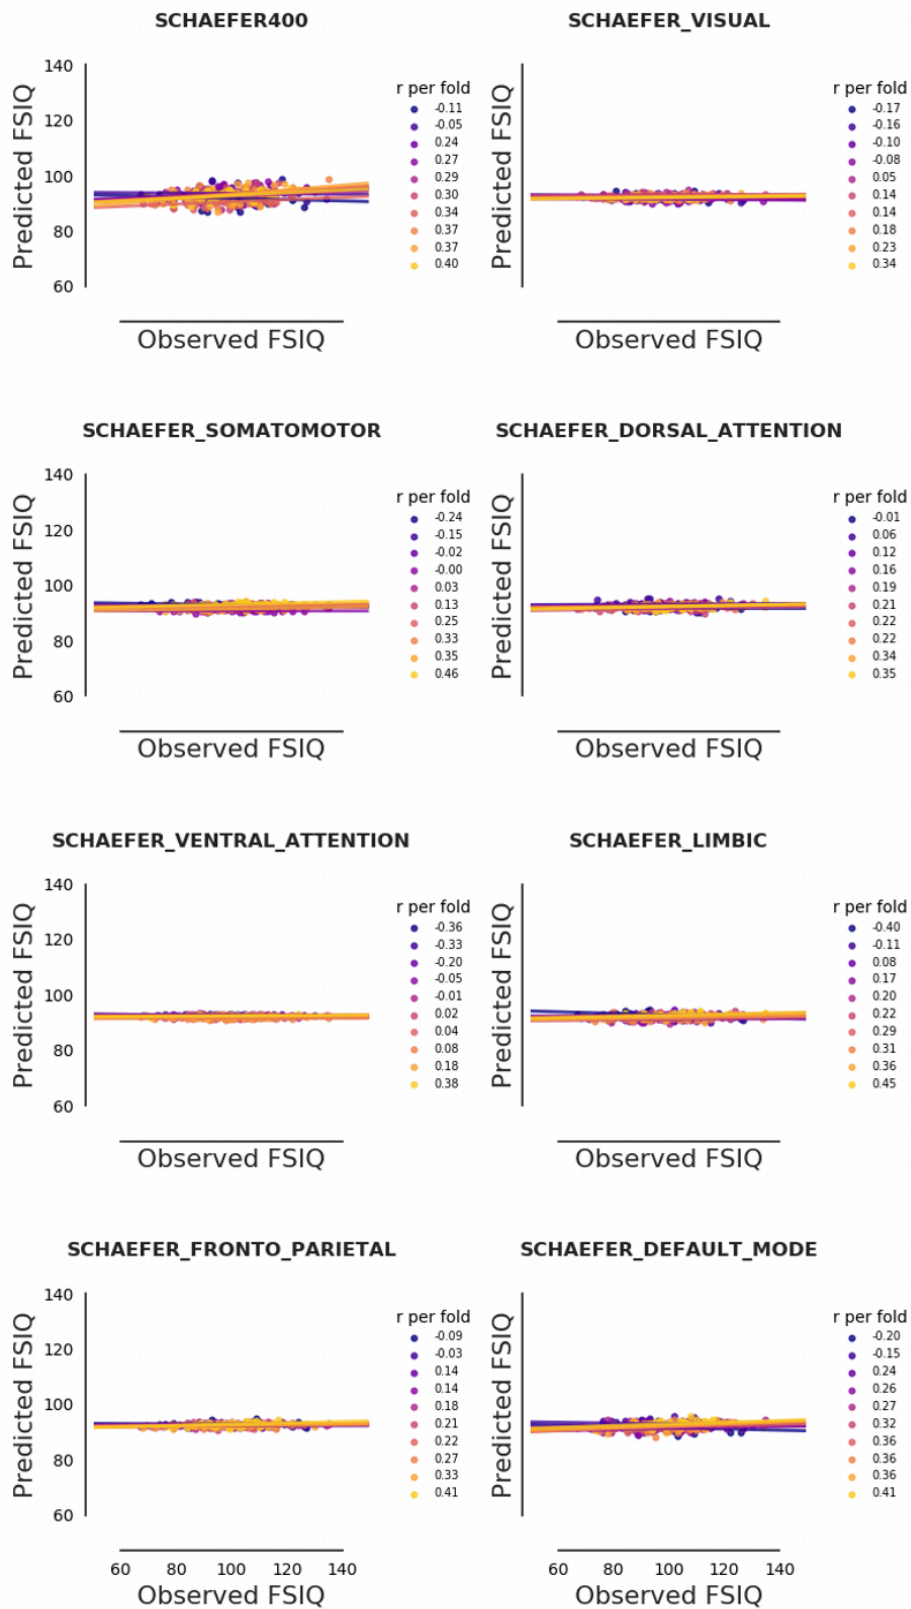 SCHAEFER400
SCHAEFER_VISUAL
140
120
100
80
60
Predicted FSIQ
Observed FSIQ
r per fold
-0.11
-0.05
0.24
0.27
0.29
0.30
0.34
0.37
0.37
0.40
Predicted FSIQ
Observed FSIQ
r per fold
-0.17
-0.16
-0.10
-0.08
0.05
0.14
0.14
0.18
0.23
0.34
SCHAEFER_SOMATOMOTOR
SCHAEFER_DORSAL_ATTENTION
140
120
100
80
60
Predicted FSIQ
Observed FSIQ
r per fold
-0.24
-0.15
-0.02
-0.00
0.03
0.13
0.25
0.33
0.35
0.46
Predicted FSIQ
Observed FSIQ
r per fold
-0.01
0.06
0.12
0.16
0.19
0.21
0.22
0.22
0.34
0.35
SCHAEFER_VENTRAL_ATTENTION
SCHAEFER_LIMBIC
140
120
100
80
60
Predicted FSIQ
Observed FSIQ
r per fold
-0.36
-0.33
-0.20
-0.05
-0.01
0.02
0.04
0.08
0.18
0.38
Predicted FSIQ
Observed FSIQ
r per fold
-0.40
-0.11
0.08
0.17
0.20
0.22
0.29
0.31
0.36
0.45
SCHAEFER_FRONTO_PARIETAL
SCHAEFER_DEFAULT_MODE
140
120
100
80
60
Predicted FSIQ
60 80 100 120 140
Observed FSIQ
r per fold
-0.09
-0.03
0.14
0.14
0.18
0.21
0.22
0.27
0.33
0.41
Predicted FSIQ
60 80 100 120 140
Observed FSIQ
r per fold
-0.20
-0.15
0.24
0.26
0.27
0.32
0.36
0.36
0.36
0.41